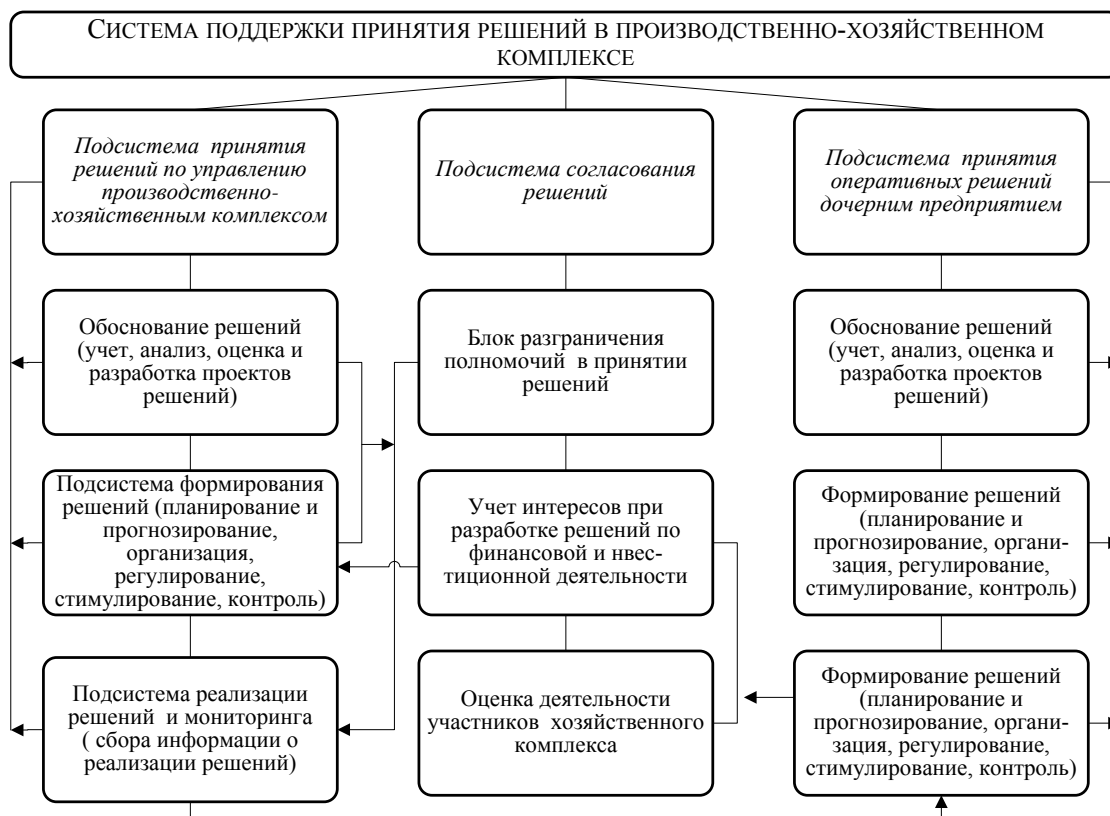 СИСТЕМА ПОДДЕРЖКИ ПРИНЯТИЯ РЕШЕНИЙ В ПРОИЗВОДСТВЕННО-ХОЗЯЙСТВЕННОМ
КОМПЛЕКСЕ
Подсистема принятия
решений по управлению
производственно-
хозяйственным комплексом
Подсистема согласования
решений
Подсистема принятия
оперативных решений
дочерним предприятием
Обоснование решений
(учет, анализ, оценка и
разработка проектов
решений)
Блок разграничения
полномочий в принятии
решений
Обоснование решений
(учет, анализ, оценка и
разработка проектов
решений)
Подсистема формирования
решений (планирование и
прогнозирование,
организация,
регулирование,
стимулирование, контроль)
Учет интересов при
разработке решений по
финансовой и нвес-
тиционной деятельности
Формирование решений
(планирование и
прогнозирование, органи-
зация, регулирование,
стимулирование, контроль)
Подсистема реализации
решений и мониторинга
( сбора информации о
реализации решений)
Оценка деятельности
участников хозяйственного
комплекса
Формирование решений
(планирование и
прогнозирование, органи-
зация, регулирование,
стимулирование, контроль)